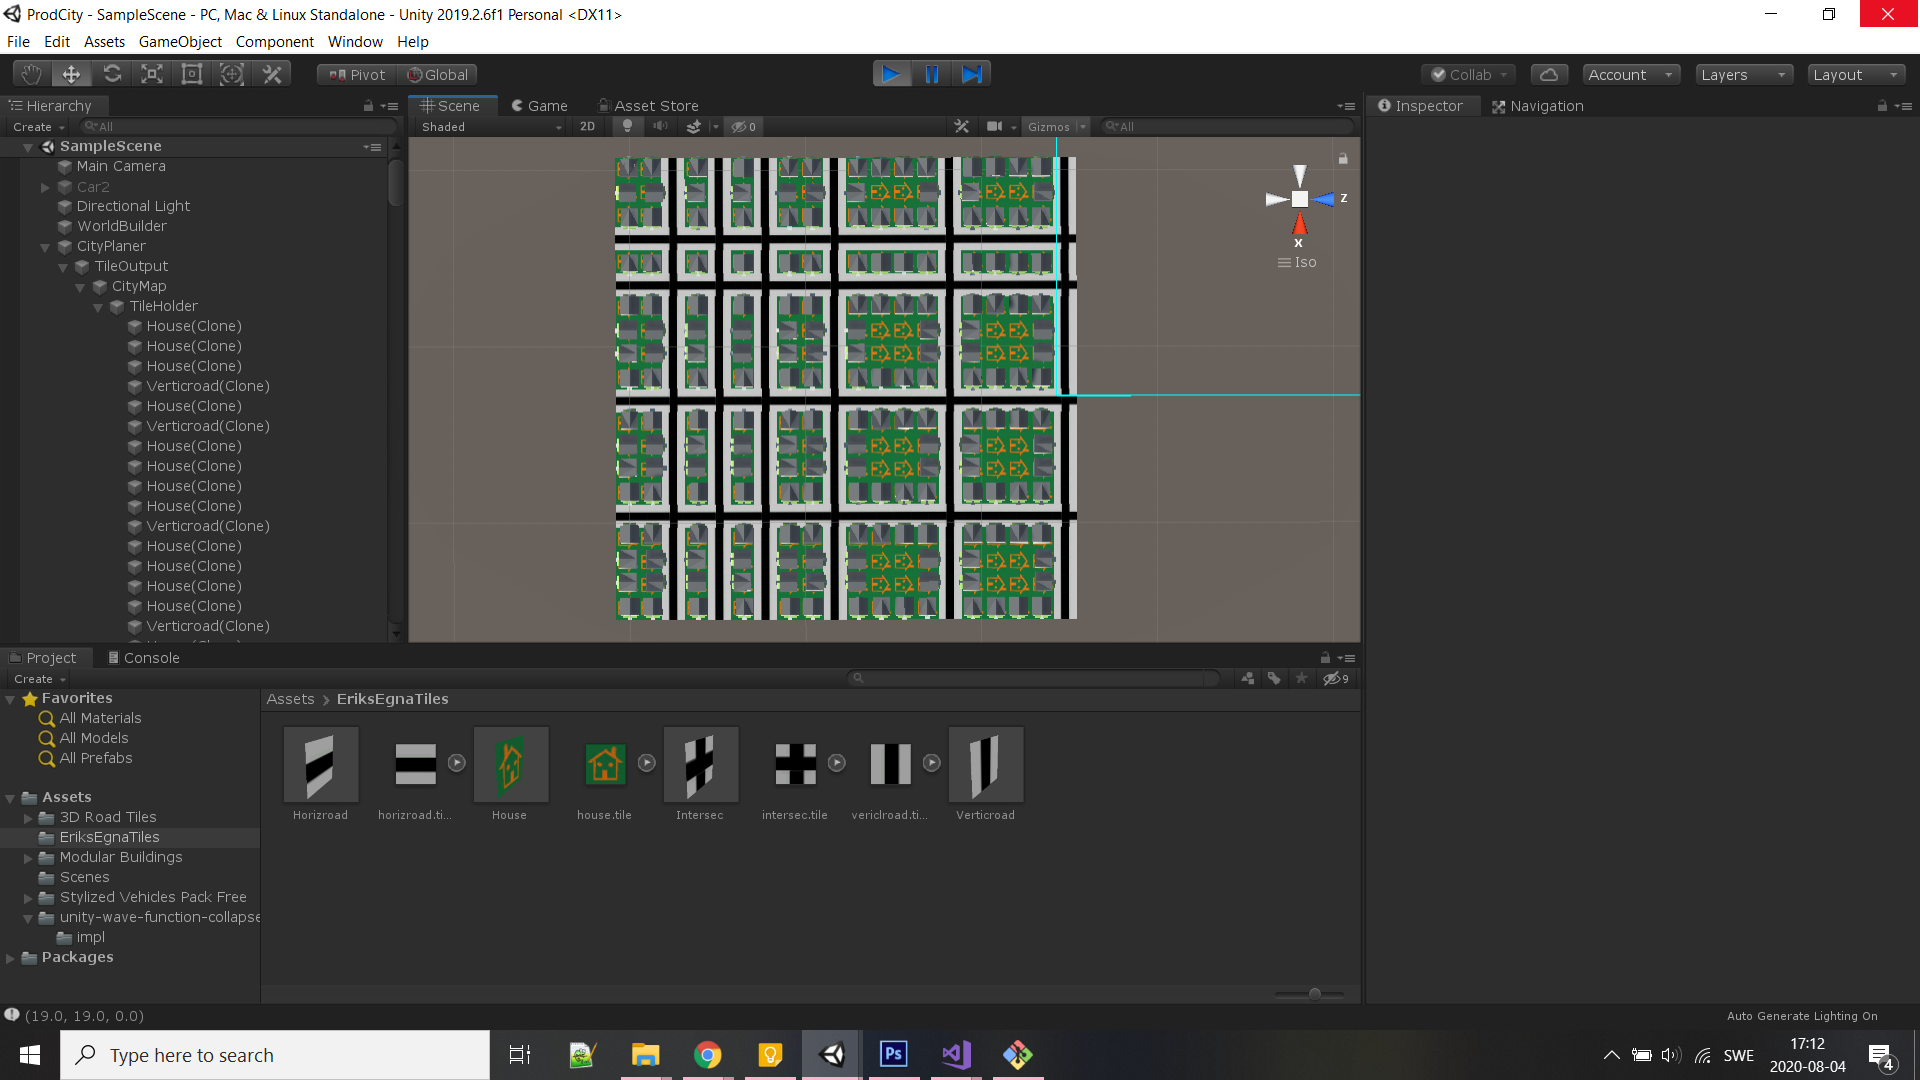 ProdCity - SampleScene - PC, Mac & Linux Standalone - Unity 2019.2.6f1 Personal <DX11>
File Edit Assets GameObject Component Window Help
Pivot Global Collab Account Layers Layout
Hierarchy Scene Game Asset Store Inspector Navigation
Create All Shaded 2D 0 Gizmos All
SampleScene
Main Camera
Car2
Directional Light
WorldBuilder
CityPlaner
TileOutput
CityMap
TileHolder
House(Clone)
House(Clone)
House(Clone)
Verticroad(Clone)
House(Clone)
Verticroad(Clone)
House(Clone)
House(Clone)
House(Clone)
House(Clone)
Verticroad(Clone)
House(Clone)
House(Clone)
House(Clone)
House(Clone)
Verticroad(Clone)
z
x
Iso
Project Console
Create 9
Favorites
All Materials
All Models
All Prefabs
Assets
3D Road Tiles
EriksEgnaTiles
Modular Buildings
Scenes
Stylized Vehicles Pack Free
unity-wave-function-collapse
impl
Packages
Assets EriksEgnaTiles
Horizroad horizroad.ti... House house.tile Intersec intersec.tile vericlroad.ti... Verticroad
(19.0, 19.0, 0.0)
Auto Generate Lighting On
Type here to search
Ps
SWE
17:12
2020-08-04
4